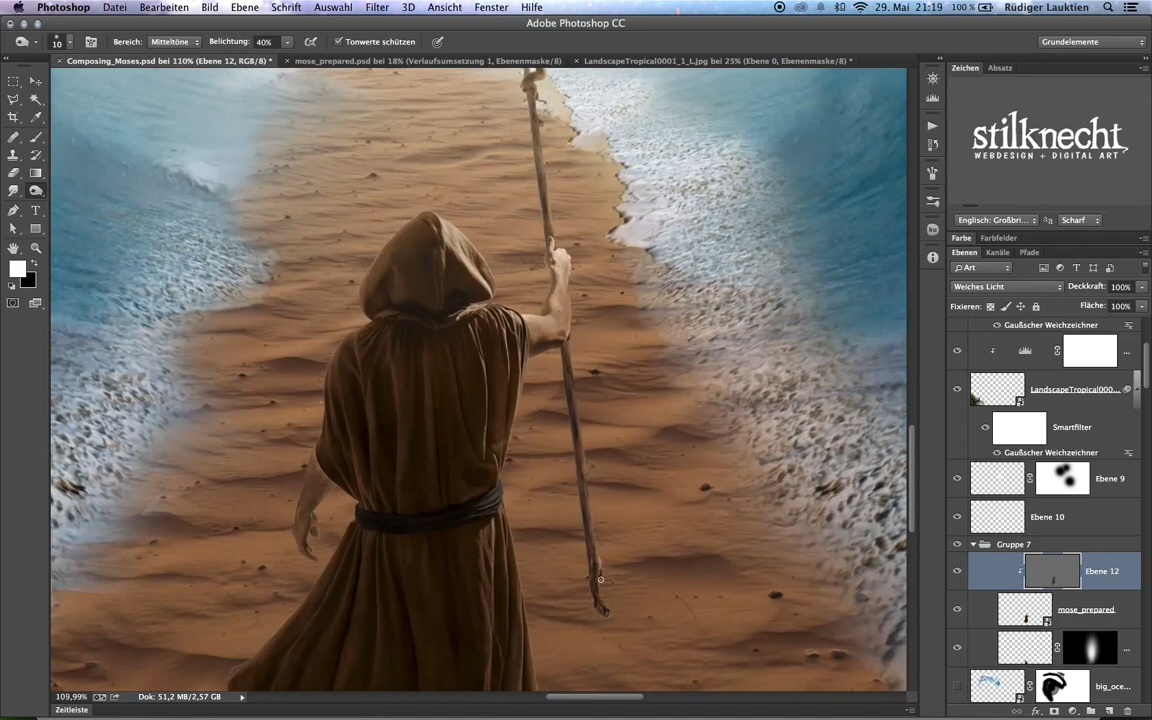 Photoshop Datei Bearbeiten Bild Ebene Schrift Auswahl Filter 3D Ansicht Fenster Hilfe 29. Mai 21:19 100 % Rüdiger Lauktien
Adobe Photoshop CC
10 Bereich: Mitteltöne Belichtung: 40% Tonwerte schützen Grundelemente
Composing_Moses.psd bei 110% (Ebene 12, RGB/8) * mose_prepared.psd bei 18% (Verlaufsumsetzung 1, Ebenenmaske/8) LandscapeTropical0001_1_L.jpg bei 25% (Ebene 0, Ebenenmaske/8) *
Zeichen Absatz
stilknecht
WEBDESIGN + DIGITAL ART
Englisch: Großbri... aa Scharf
Farbe Farbfelder
Ebenen Kanäle Pfade
Art
Weiches Licht Deckkraft: 100%
Fixieren: Fläche: 100%
Gaußscher Weichzeichner
...
LandscapeTropical000...
Smartfilter
Gaußscher Weichzeichner
Ebene 9
Ebene 10
Gruppe 7
Ebene 12
mose_prepared
...
big_oce...
109,99% Dok: 51,2 MB/2,57 GB
Zeitleiste